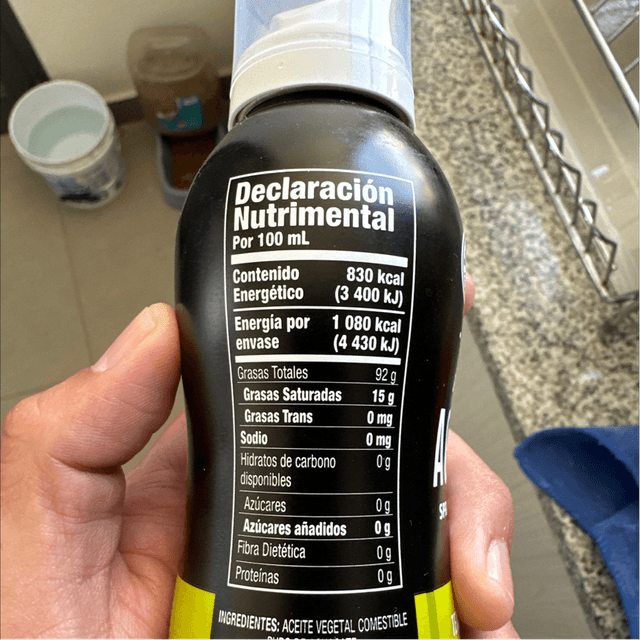 Declaración
Nutrimental
Por 100 mL
Contenido 830 kcal
Energético (3 400 kJ)
Energía por 1 080 kcal
envase (4 430 kJ)
Grasas Totales 92 g
Grasas Saturadas 15 g
Grasas Trans 0 mg
Sodio 0 mg
Hidratos de carbono 0 g
disponibles
Azúcares 0 g
Azúcares añadidos 0 g
Fibra Dietética 0 g
Proteínas 0 g
INGREDIENTES: ACEITE VEGETAL COMESTIBLE